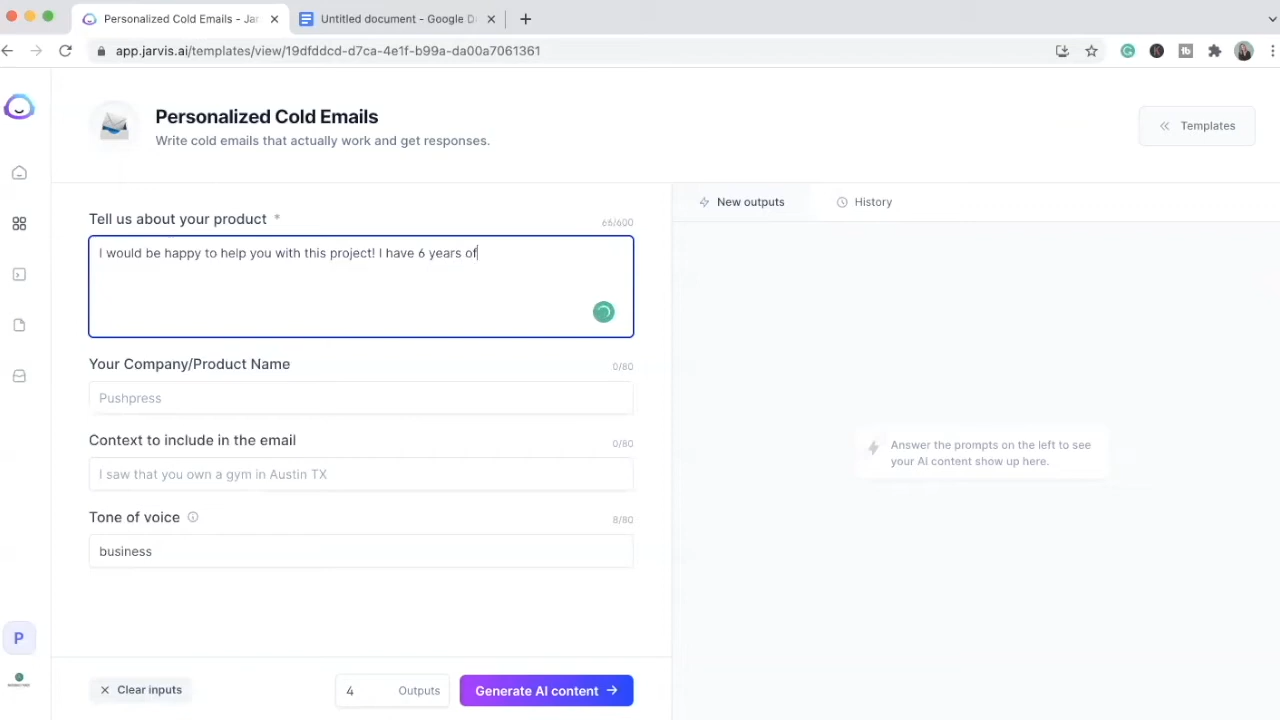 Personalized Cold Emails - Jar
Untitled document - Google D
app.jarvis.ai/templates/view/19dfddcd-d7ca-4e1f-b99a-da00a7061361
Personalized Cold Emails
Write cold emails that actually work and get responses.
Templates
Tell us about your product *
66/600
New outputs
History
I would be happy to help you with this project! I have 6 years of
Your Company/Product Name
0/80
Pushpress
Answer the prompts on the left to see
your AI content show up here.
Context to include in the email
0/80
I saw that you own a gym in Austin TX
Tone of voice
8/80
business
P
Clear inputs
4
Outputs
Generate AI content